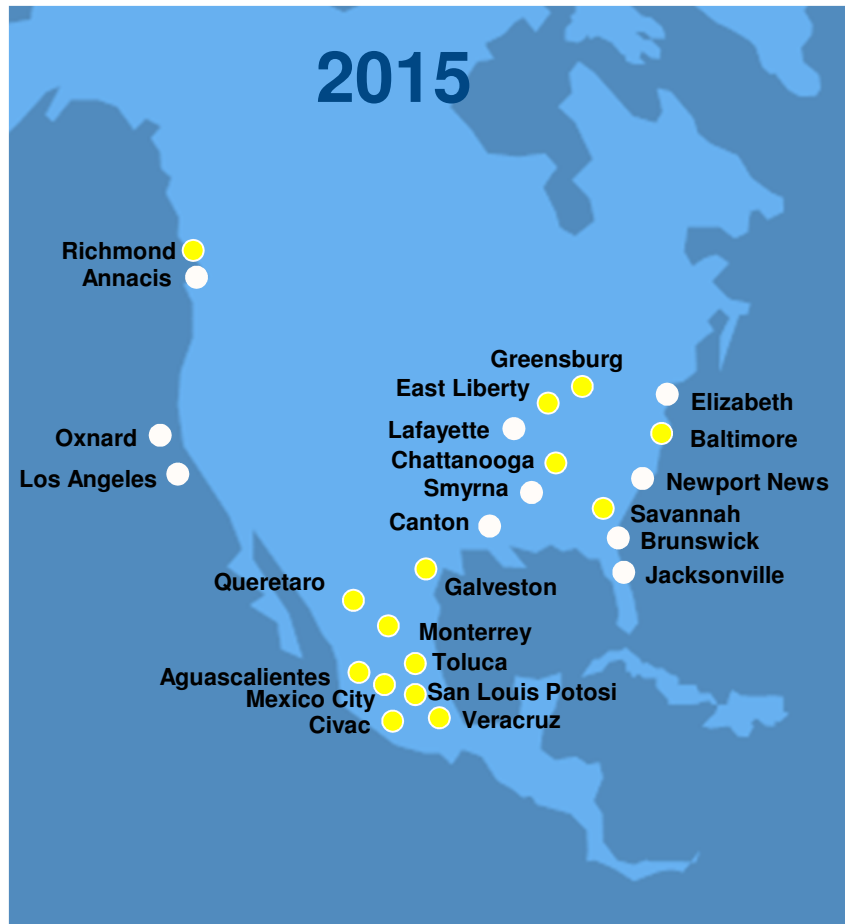 2015
Richmond
Annacis
Greensburg
East Liberty
Elizabeth
Lafayette
Oxnard
Baltimore
Chattanooga
Los Angeles
Smyrna
Newport News
Savannah
Canton
Brunswick
Jacksonville
Queretaro
Galveston
Monterrey
Toluca
Aguascalientes
San Louis Potosi
Mexico City
Civac
Veracruz